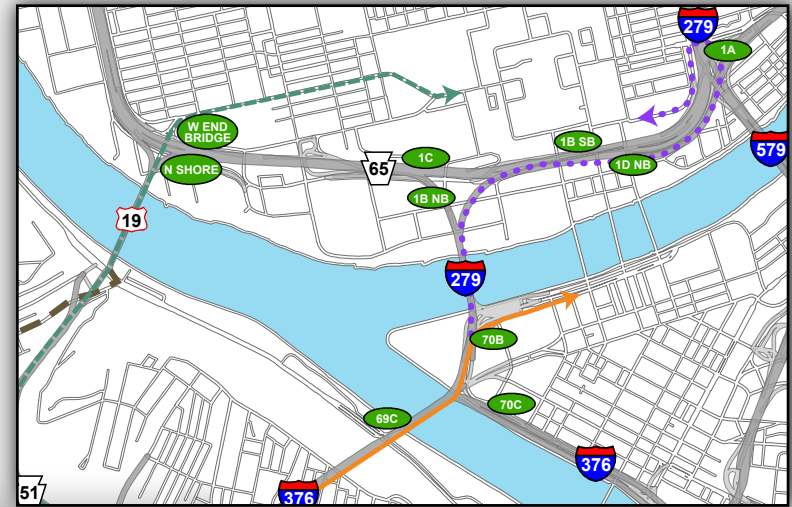 279
1A
W END
BRIDGE
1B SB
579
1C
65
1D NB
N SHORE
1B NB
19
279
70B
70C
69C
376
376
51